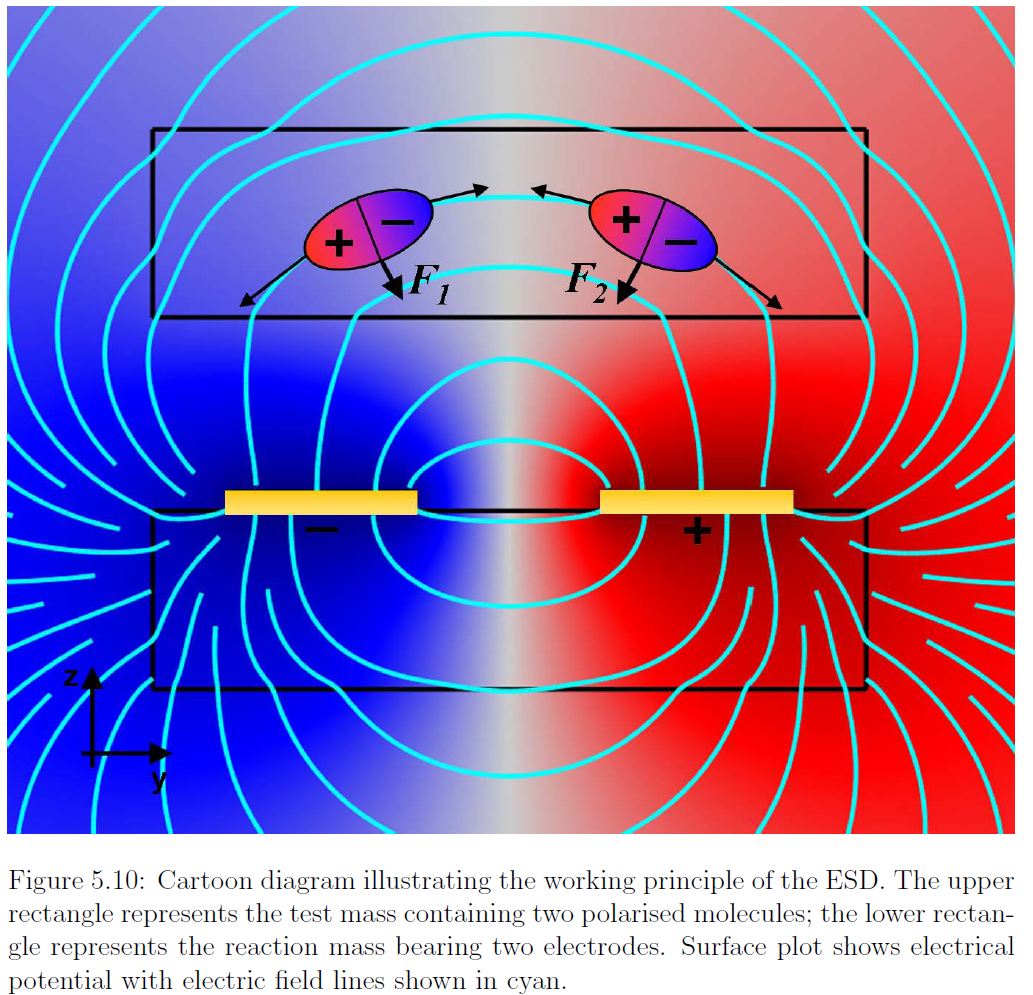 + − + −
F1 F2
− +
z
y
Figure 5.10: Cartoon diagram illustrating the working principle of the ESD. The upper
rectangle represents the test mass containing two polarised molecules; the lower rectan-
gle represents the reaction mass bearing two electrodes. Surface plot shows electrical
potential with electric field lines shown in cyan.